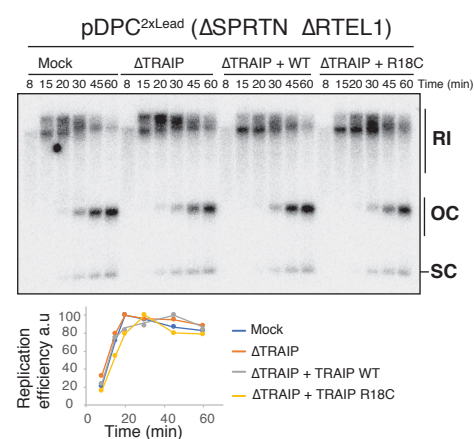 pDPC2xLead (ΔSPRTN ΔRTEL1)
Mock ΔTRAIP ΔTRAIP + WT ΔTRAIP + R18C
8 15 20 30 45 60 8 15 20 30 45 60 8 15 20 30 45 60 8 15 20 30 45 60 Time (min)
RI
OC
SC
100
80
60
40
20
0
Replication
efficiency a.u
0 20 40 60
Time (min)
Mock
ΔTRAIP
ΔTRAIP + TRAIP WT
ΔTRAIP + TRAIP R18C